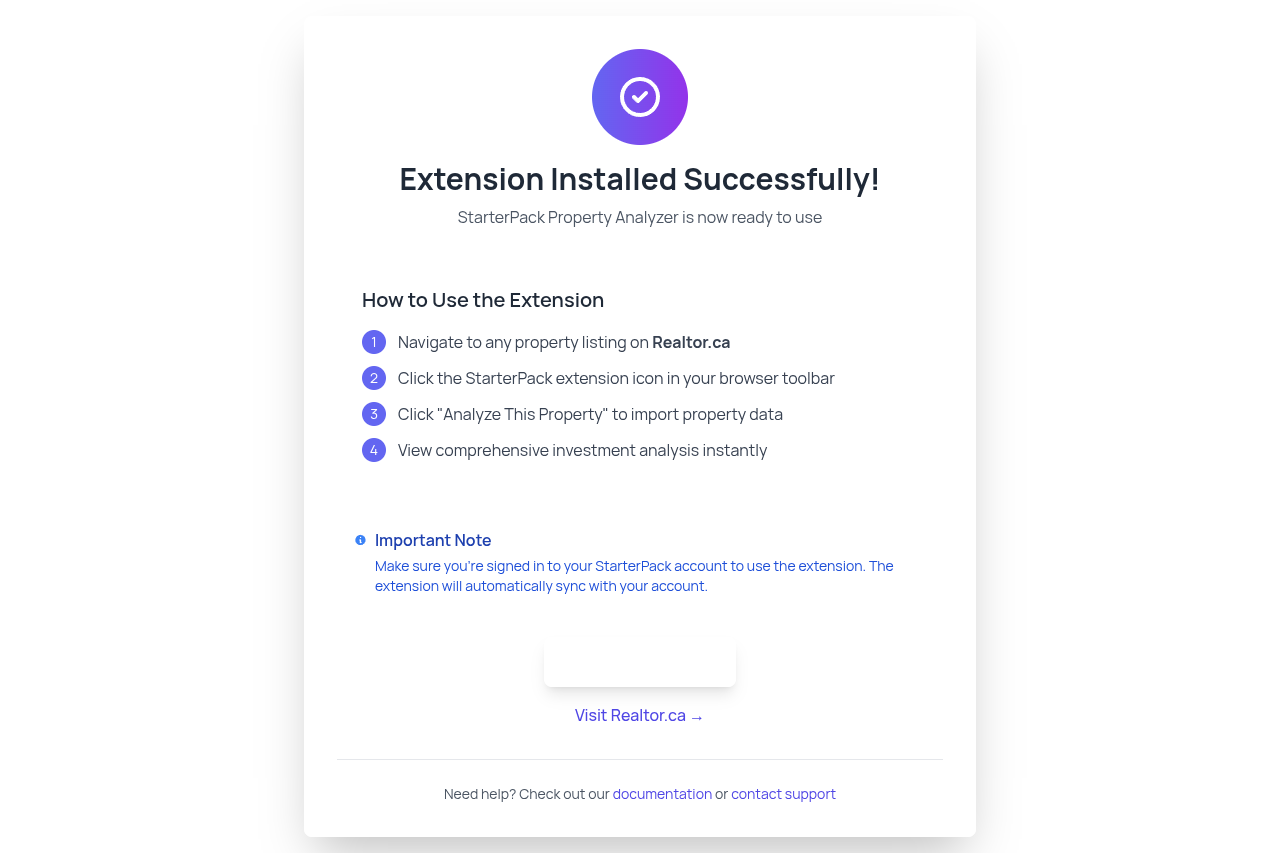 Extension Installed Successfully!
StarterPack Property Analyzer is now ready to use
How to Use the Extension
1 Navigate to any property listing on Realtor.ca
2 Click the StarterPack extension icon in your browser toolbar
3 Click "Analyze This Property" to import property data
4 View comprehensive investment analysis instantly
Important Note
Make sure you're signed in to your StarterPack account to use the extension. The
extension will automatically sync with your account.
Visit Realtor.ca →
Need help? Check out our documentation or contact support